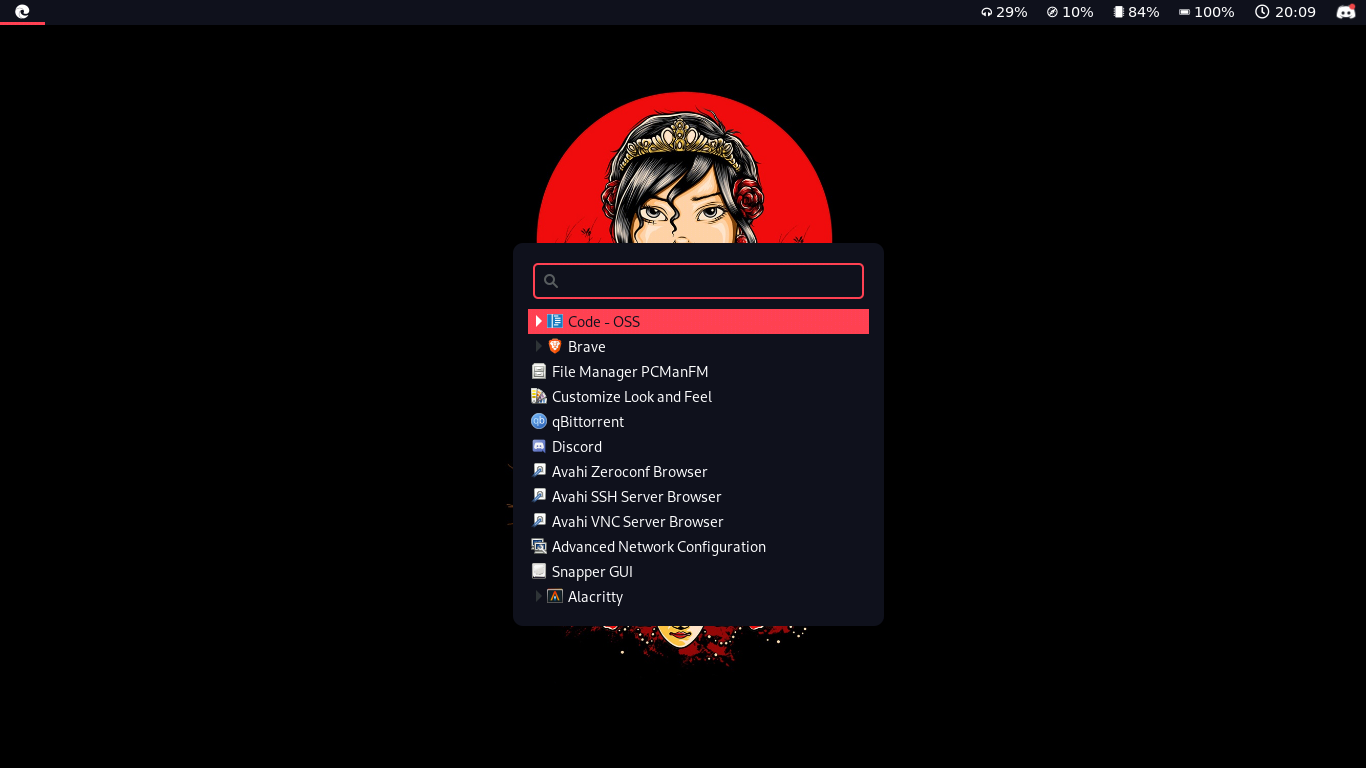 29% 10% 84% 100% 20:09
Code - OSS
Brave
File Manager PCManFM
Customize Look and Feel
qBittorrent
Discord
Avahi Zeroconf Browser
Avahi SSH Server Browser
Avahi VNC Server Browser
Advanced Network Configuration
Snapper GUI
Alacritty